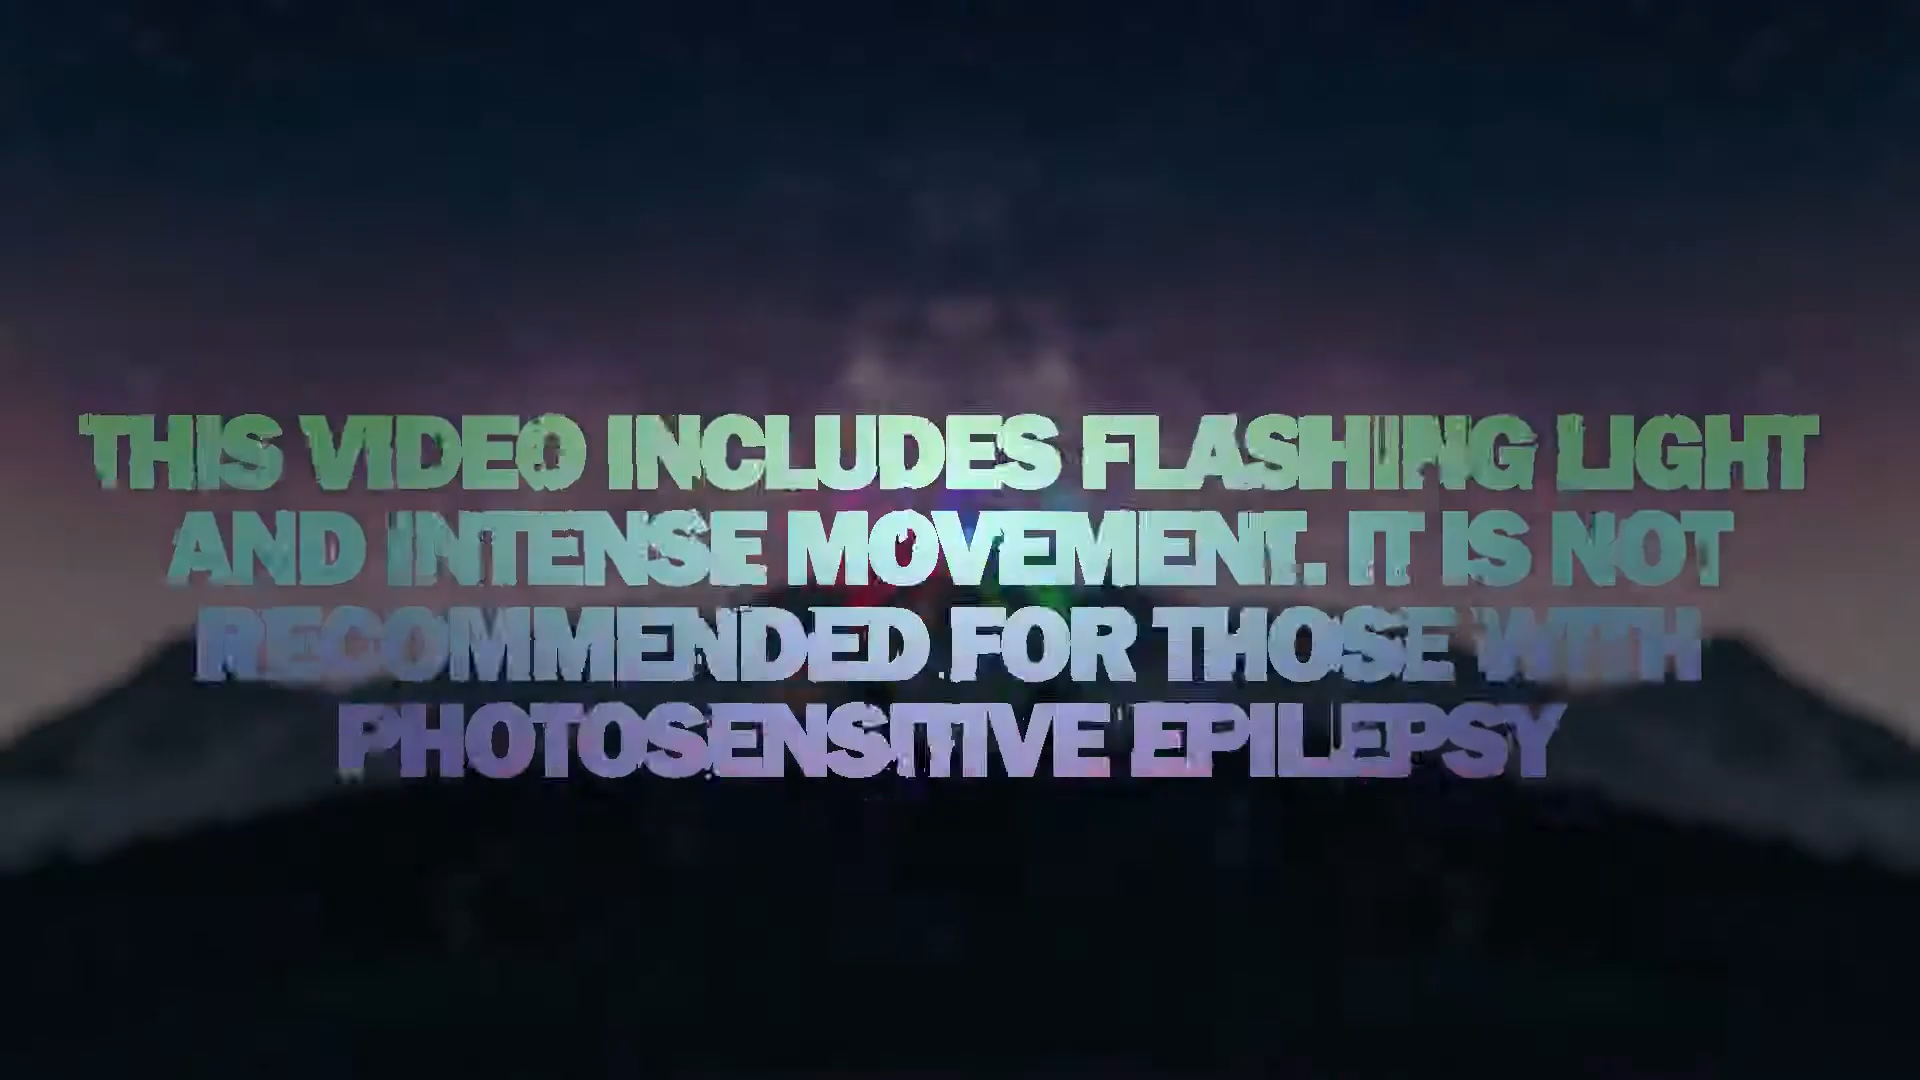 THIS VIDEO INCLUDES FLASHING LIGHT
AND INTENSE MOVEMENT. IT IS NOT
RECOMMENDED FOR THOSE WITH
PHOTOSENSITIVE EPILEPSY